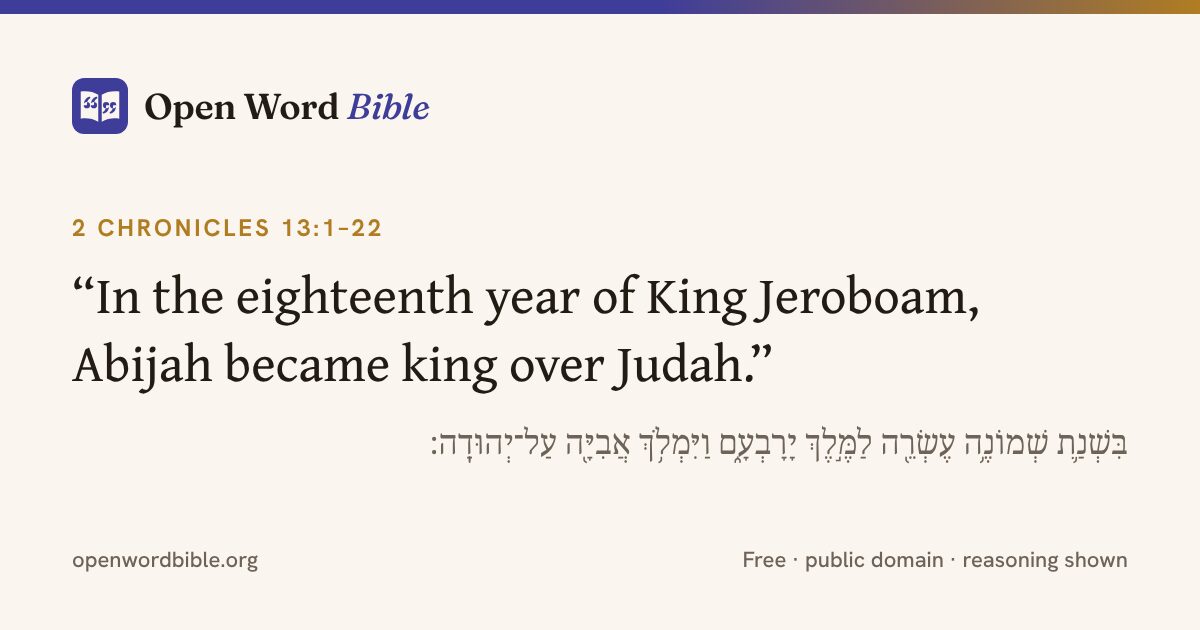 Open Word Bible
2 CHRONICLES 13:1–22
“In the eighteenth year of King Jeroboam,
Abijah became king over Judah.”
בִּשְׁנַ֛ת שְׁמוֹנֶ֥ה עֶשְׂרֵ֖ה לַמֶּ֣לֶךְ יָרָבְעָ֑ם וַיִּמְלֹ֥ךְ אֲבִיָּ֖ה עַל־יְהוּדָֽה׃
openwordbible.org
Free · public domain · reasoning shown